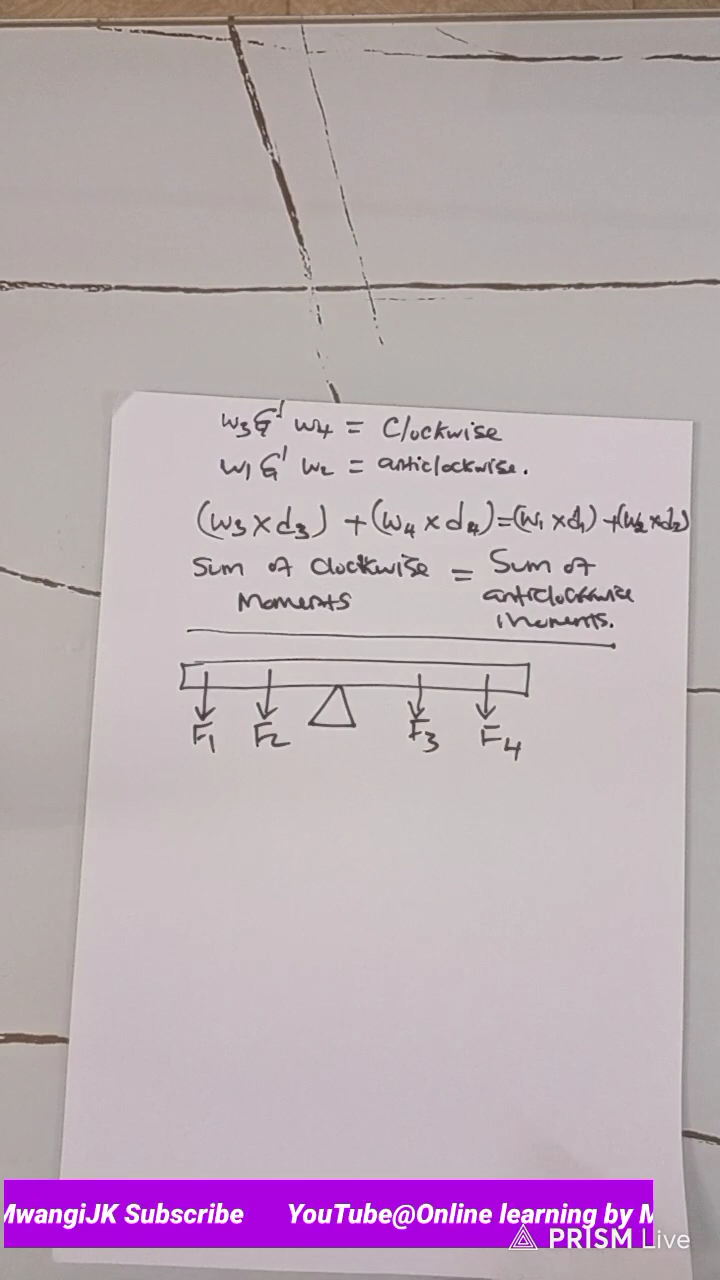 W3 & W4 = Clockwise
W1 & W2 = anticlockwise.
(W3 x d3) + (W4 x d4) = (W1 x d1) + (W2 x d2)
Sum of Clockwise = Sum of
Moments anticlockwise
Moments.
F1 F2 F3 F4
MwangiJK Subscribe YouTube@Online learning by M
PRISM Live